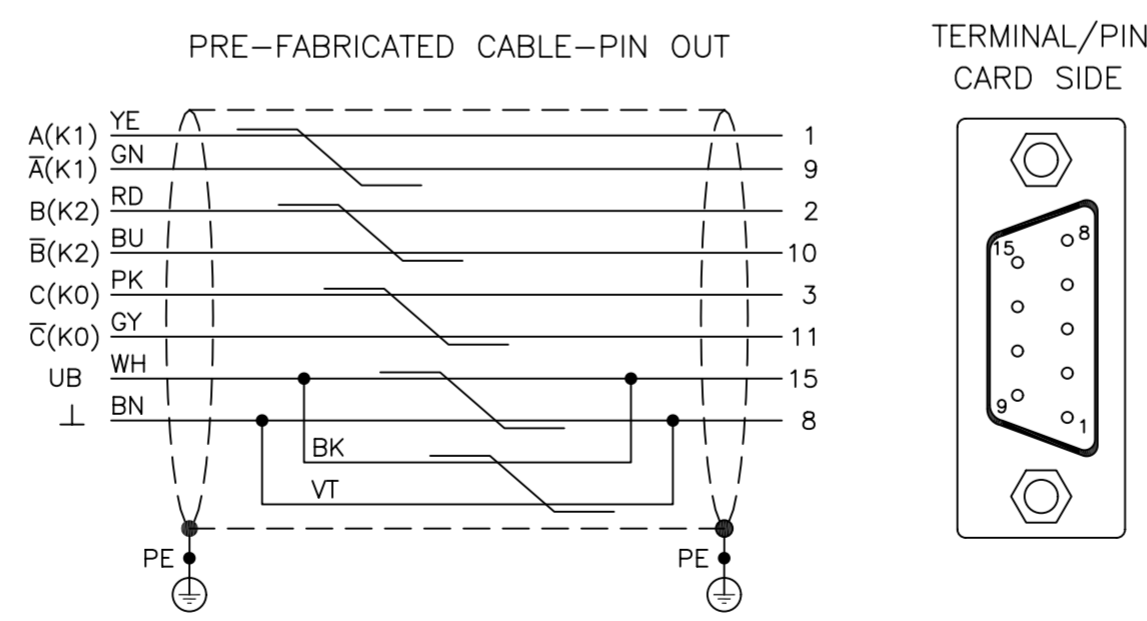 PRE-FABRICATED CABLE-PIN OUT
TERMINAL/PIN
CARD SIDE
A(K1) YE 1
A̅(K1) GN 9
B(K2) RD 2
B̅(K2) BU 10
C(K0) PK 3
C̅(K0) GY 11
UB WH 15
⊥ BN 8
BK
VT
PE PE
15 8
9 1